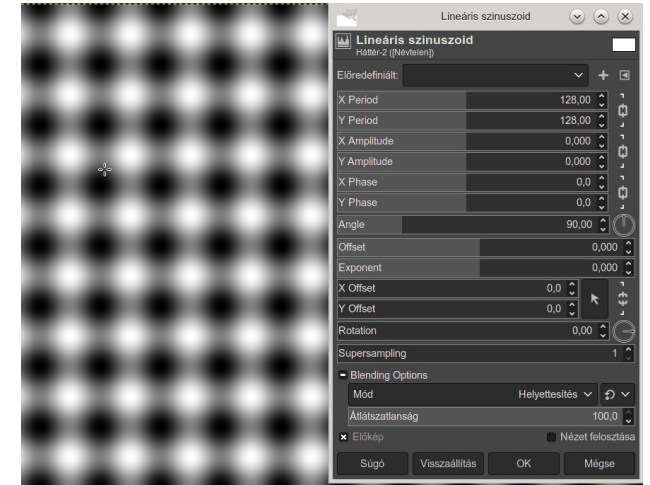 Lineáris szinuszoid
Lineáris szinuszoid
Háttér-2 ([Névtelen])
Előredefiniált:
X Period 128,00
Y Period 128,00
X Amplitude 0,000
Y Amplitude 0,000
X Phase 0,0
Y Phase 0,0
Angle 90,00
Offset 0,000
Exponent 0,000
X Offset 0,0
Y Offset 0,0
Rotation 0,00
Supersampling 1
Blending Options
Mód Helyettesítés
Átlátszatlanság 100,0
Előkép Nézet felosztása
Súgó Visszaállítás OK Mégse